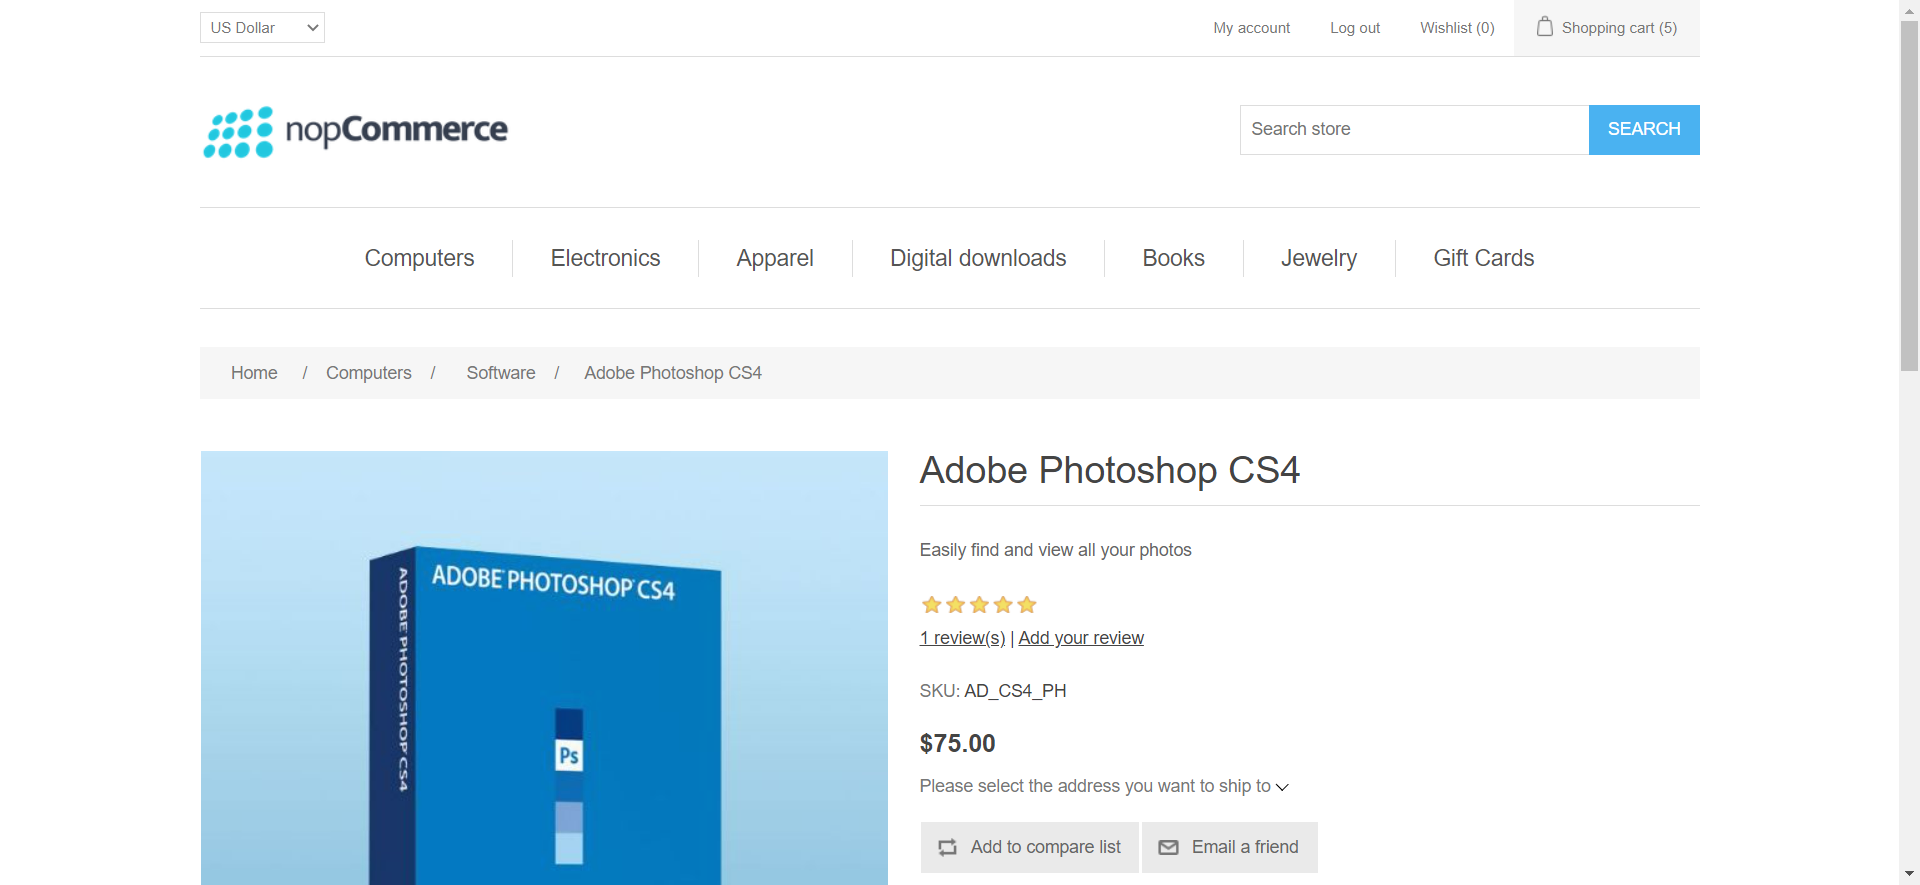 US Dollar
My account
Log out
Wishlist (0)
Shopping cart (5)
nopCommerce
Search store
SEARCH
Computers
Electronics
Apparel
Digital downloads
Books
Jewelry
Gift Cards
Home / Computers / Software / Adobe Photoshop CS4
ADOBE PHOTOSHOP CS4
ADOBE PHOTOSHOP CS4
Ps
Adobe Photoshop CS4
Easily find and view all your photos
1 review(s) | Add your review
SKU: AD_CS4_PH
$75.00
Please select the address you want to ship to
Add to compare list
Email a friend